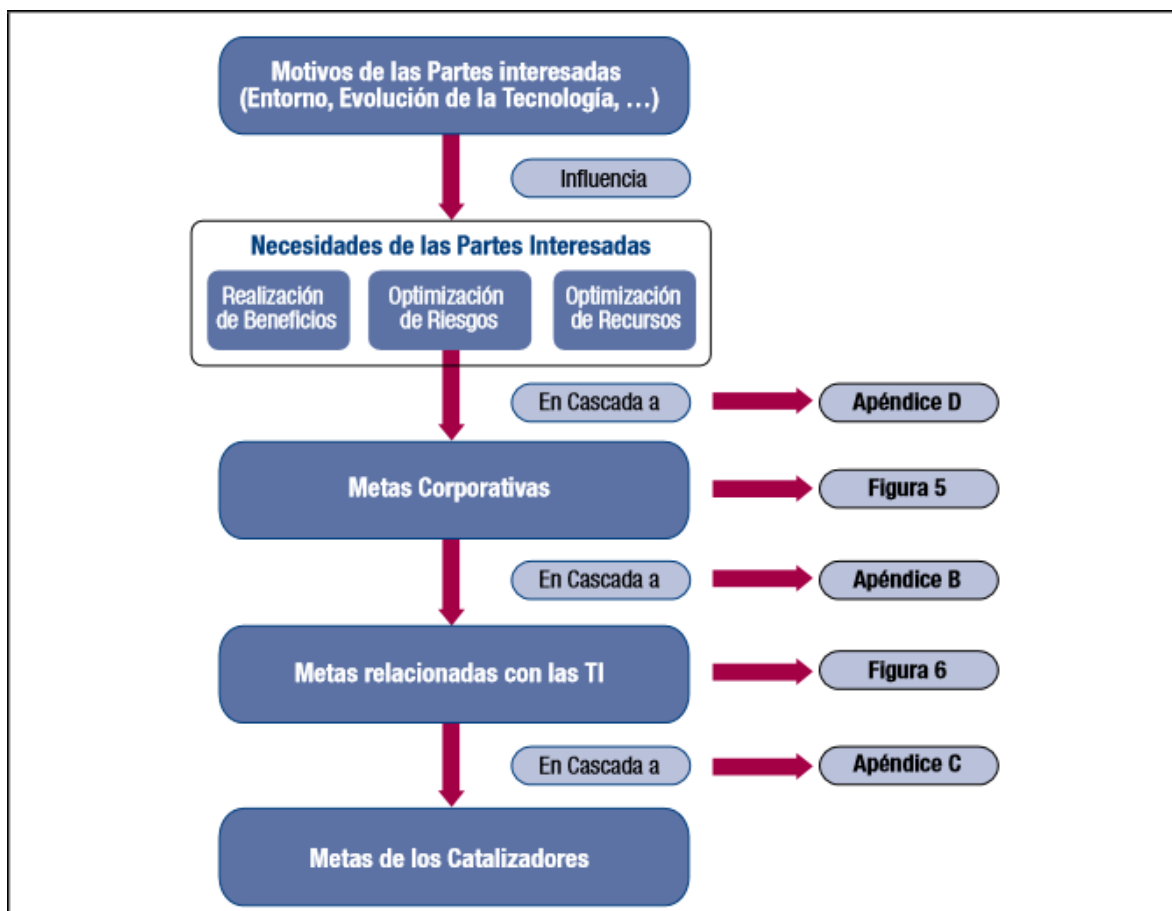 Motivos de las Partes interesadas
(Entorno, Evolución de la Tecnología, …)
Influencia
Necesidades de las Partes Interesadas
Realización
de Beneficios
Optimización
de Riesgos
Optimización
de Recursos
En Cascada a
Apéndice D
Metas Corporativas
Figura 5
En Cascada a
Apéndice B
Metas relacionadas con las TI
Figura 6
En Cascada a
Apéndice C
Metas de los Catalizadores